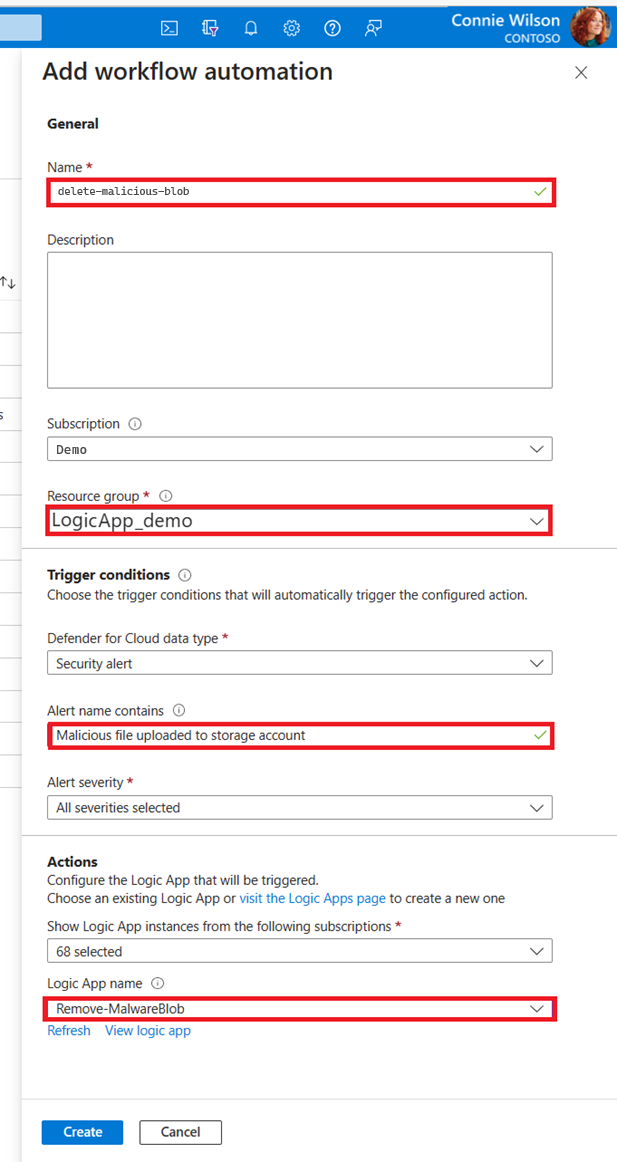 Connie Wilson
CONTOSO
Add workflow automation
General
Name *
delete-malicious-blob
Description
Subscription
Demo
Resource group *
LogicApp_demo
Trigger conditions
Choose the trigger conditions that will automatically trigger the configured action.
Defender for Cloud data type *
Security alert
Alert name contains
Malicious file uploaded to storage account
Alert severity *
All severities selected
Actions
Configure the Logic App that will be triggered.
Choose an existing Logic App or visit the Logic Apps page to create a new one
Show Logic App instances from the following subscriptions *
68 selected
Logic App name
Remove-MalwareBlob
Refresh View logic app
Create Cancel